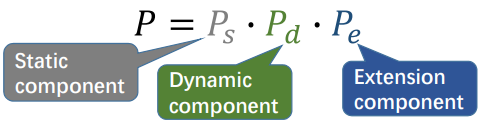 P = Ps · Pd · Pe
Static
component
Dynamic
component
Extension
component